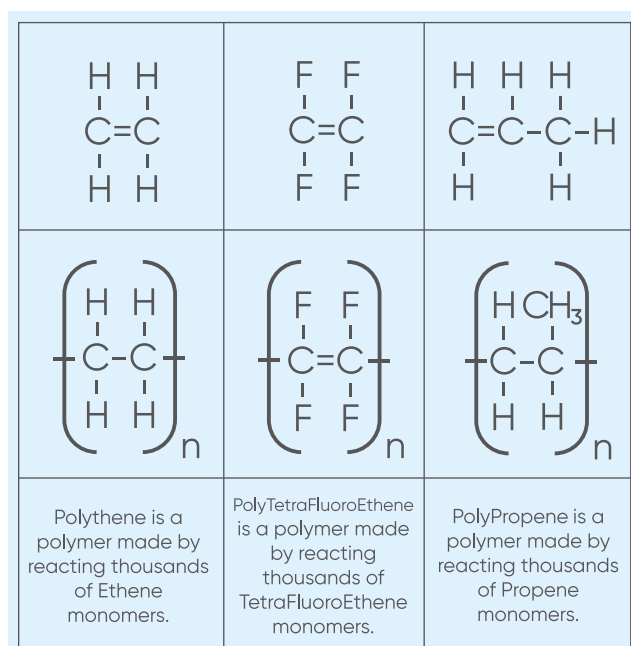 H H
C=C
H H
F F
C=C
F F
H H H
C=C-C-H
H H
H H
C-C
H H
n
F F
C=C
F F
n
H CH₃
C-C
H H
n
Polythene is a
polymer made by
reacting thousands
of Ethene
monomers.
PolyTetraFluoroEthene
is a polymer made
by reacting
thousands of
TetraFluoroEthene
monomers.
PolyPropene is a
polymer made by
reacting thousands
of Propene
monomers.